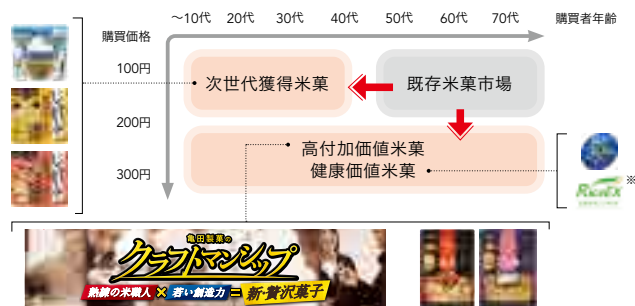 〜10代 20代 30代 40代 50代 60代 70代 購買者年齢
購買価格
100円
200円
300円
次世代獲得米菓
既存米菓市場
高付加価値米菓
健康価値米菓
RiceEX
※
亀田製菓の
クラフトマンシップ
熟練の米職人 × 若い創造力 = 新・贅沢菓子